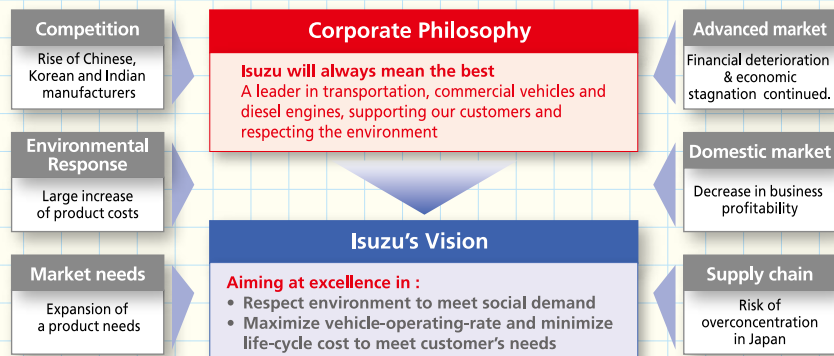 Competition
Rise of Chinese,
Korean and Indian
manufacturers
Environmental
Response
Large increase
of product costs
Market needs
Expansion of
a product needs
Corporate Philosophy
Isuzu will always mean the best
A leader in transportation, commercial vehicles and
diesel engines, supporting our customers and
respecting the environment
Isuzu's Vision
Aiming at excellence in :
• Respect environment to meet social demand
• Maximize vehicle-operating-rate and minimize
life-cycle cost to meet customer's needs
Advanced market
Financial deterioration
& economic
stagnation continued.
Domestic market
Decrease in business
profitability
Supply chain
Risk of
overconcentration
in Japan